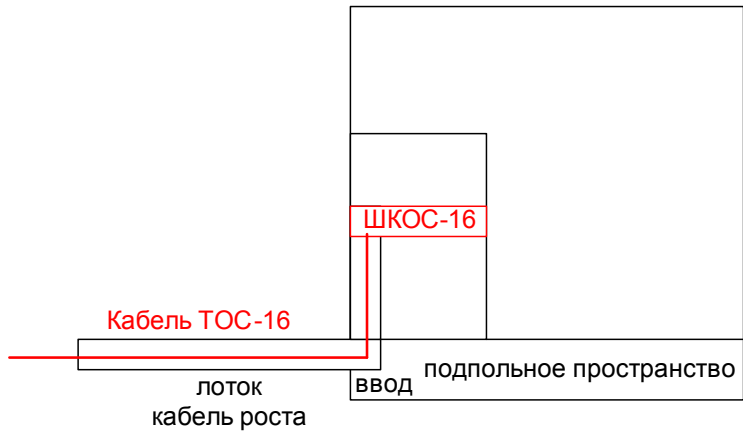 ШКОС-16
Кабель ТОС-16
подпольное пространство
ввод
лоток
кабель роста